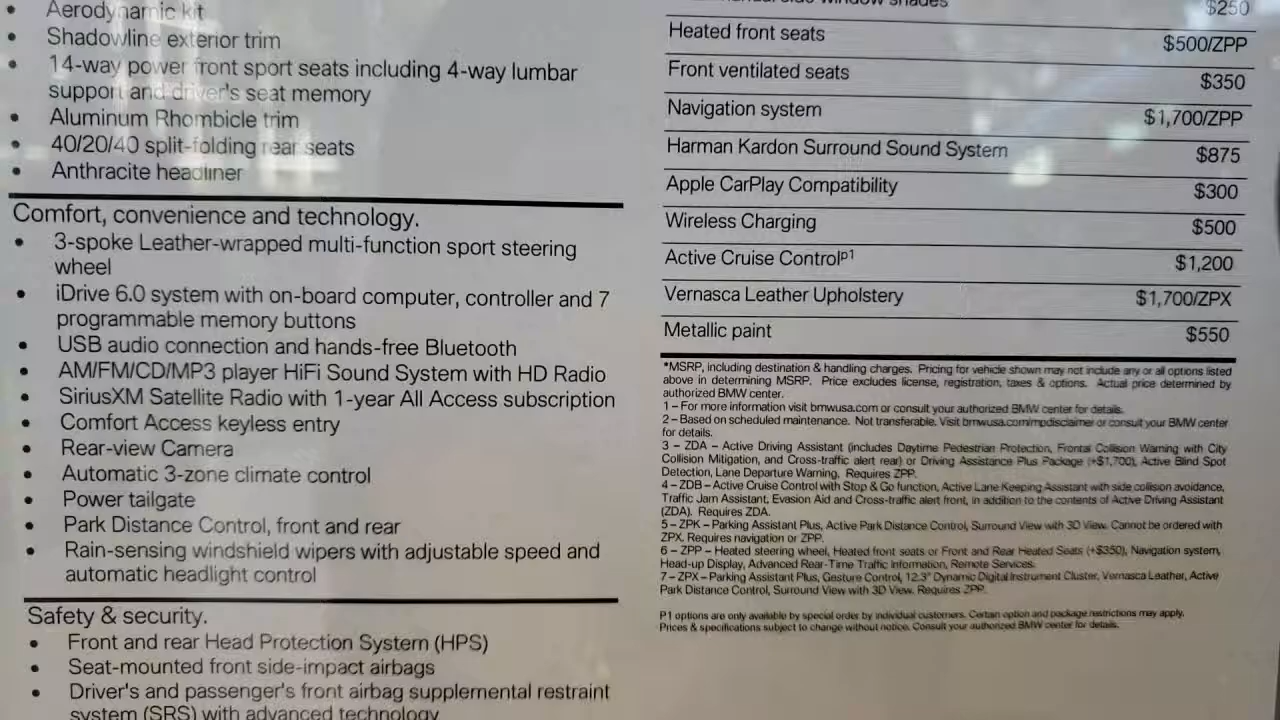 Aerodynamic kit
Shadowline exterior trim
14-way power front sport seats including 4-way lumbar
support and driver's seat memory
Aluminum Rhombicle trim
40/20/40 split-folding rear seats
Anthracite headliner
Comfort, convenience and technology.
3-spoke Leather-wrapped multi-function sport steering
wheel
iDrive 6.0 system with on-board computer, controller and 7
programmable memory buttons
USB audio connection and hands-free Bluetooth
AM/FM/CD/MP3 player HiFi Sound System with HD Radio
SiriusXM Satellite Radio with 1-year All Access subscription
Comfort Access keyless entry
Rear-view Camera
Automatic 3-zone climate control
Power tailgate
Park Distance Control, front and rear
Rain-sensing windshield wipers with adjustable speed and
automatic headlight control
Safety & security.
Front and rear Head Protection System (HPS)
Seat-mounted front side-impact airbags
Driver's and passenger's front airbag supplemental restraint
system (SRS) with advanced technology
side window shades $250
Heated front seats $500/ZPP
Front ventilated seats $350
Navigation system $1,700/ZPP
Harman Kardon Surround Sound System $875
Apple CarPlay Compatibility $300
Wireless Charging $500
Active Cruise Control p1 $1,200
Vernasca Leather Upholstery $1,700/ZPX
Metallic paint $550
*MSRP, including destination & handling charges. Pricing for vehicle shown may not include any or all options listed
above in determining MSRP. Price excludes license, registration, taxes & options. Actual price determined by
authorized BMW center.
1 – For more information visit bmwusa.com or consult your authorized BMW center for details.
2 – Based on scheduled maintenance. Not transferable. Visit bmwusa.com/mpdisclaimer or consult your BMW center
for details.
3 – ZDA – Active Driving Assistant (includes Daytime Pedestrian Protection, Frontal Collision Warning with City
Collision Mitigation, and Cross-traffic alert rear) or Driving Assistance Plus Package (+$1,700), Active Blind Spot
Detection, Lane Departure Warning. Requires ZPP.
4 – ZDB – Active Cruise Control with Stop & Go function, Active Lane Keeping Assistant with side collision avoidance,
Traffic Jam Assistant, Evasion Aid and Cross-traffic alert front, in addition to the contents of Active Driving Assistant
(ZDA). Requires ZDA.
5 – ZPK – Parking Assistant Plus, Active Park Distance Control, Surround View with 3D View. Cannot be ordered with
ZPX. Requires navigation or ZPP.
6 – ZPP – Heated steering wheel, Heated front seats or Front and Rear Heated Seats (+$350), Navigation system,
Head-up Display, Advanced Rear-Time Traffic Information, Remote Services.
7 – ZPX – Parking Assistant Plus, Gesture Control, 12.3" Dynamic Digital Instrument Cluster, Vernasca Leather, Active
Park Distance Control, Surround View with 3D View. Requires ZPP.
P1 options are only available by special order by individual customers. Certain option and package restrictions may apply.
Prices & specifications subject to change without notice. Consult your authorized BMW center for details.